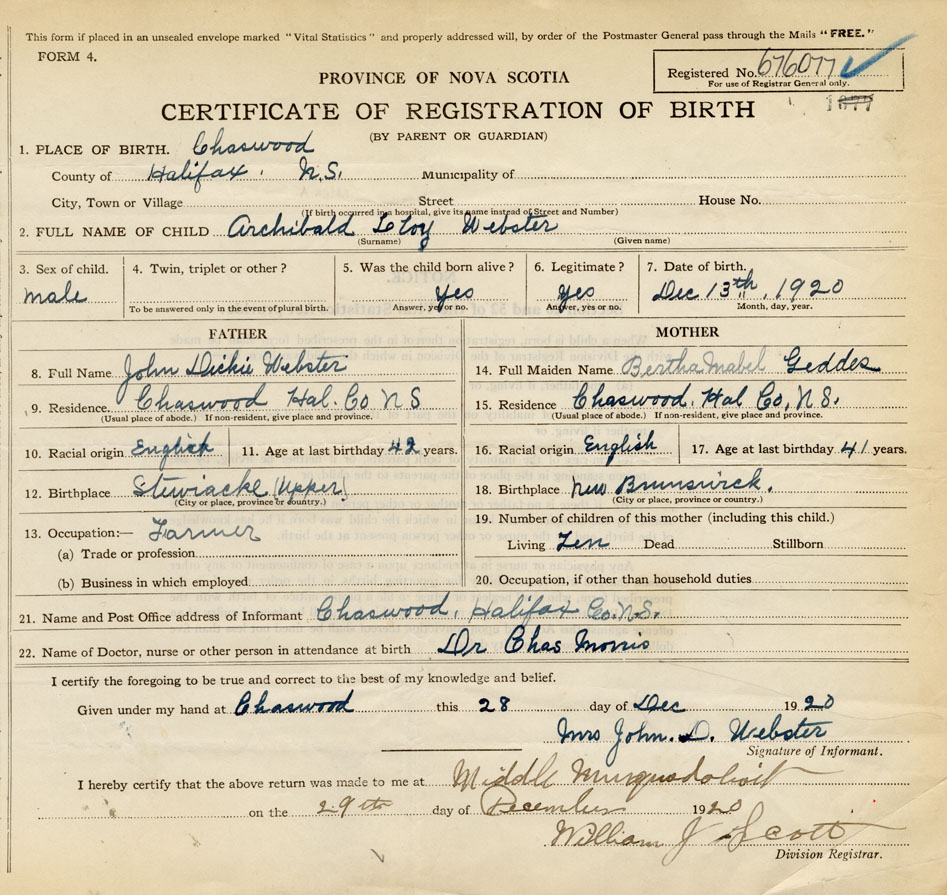 This form if placed in an unsealed envelope marked "Vital Statistics" and properly addressed will, by order of the Postmaster General pass through the Mails "FREE."
FORM 4.
Registered No. 676077
For use of Registrar General only.
PROVINCE OF NOVA SCOTIA
CERTIFICATE OF REGISTRATION OF BIRTH
(BY PARENT OR GUARDIAN)
1. PLACE OF BIRTH. Chaswood
County of Halifax. N.S. Municipality of
City, Town or Village Street House No.
(If birth occurred in a hospital, give its name instead of Street and Number)
2. FULL NAME OF CHILD Archibald LeRoy Webster
(Surname) (Given name)
3. Sex of child. 4. Twin, triplet or other? 5. Was the child born alive? 6. Legitimate? 7. Date of birth.
male Yes Yes Dec 13th, 1920
To be answered only in the event of plural birth. Answer, yes or no. Answer, yes or no. Month, day, year.
FATHER MOTHER
8. Full Name John Dickie Webster 14. Full Maiden Name Bertha Mabel Geddes
9. Residence. Chaswood Hal. Co N S 15. Residence Chaswood. Hal Co, N S.
(Usual place of abode.) If non-resident, give place and province. (Usual place of abode.) If non-resident, give place and province.
10. Racial origin English 11. Age at last birthday 42 years. 16. Racial origin English 17. Age at last birthday 41 years.
12. Birthplace Stewiacke (Upper) 18. Birthplace New Brunswick.
(City or place, province or country.) (City or place, province or country.)
13. Occupation:— Farmer 19. Number of children of this mother (including this child.)
(a) Trade or profession Living Ten Dead Stillborn
(b) Business in which employed 20. Occupation, if other than household duties
21. Name and Post Office address of Informant Chaswood, Halifax Co. N.S.
22. Name of Doctor, nurse or other person in attendance at birth Dr Chas Morris
I certify the foregoing to be true and correct to the best of my knowledge and belief.
Given under my hand at Chaswood this 28 day of Dec 1920
Mrs John. D. Webster
Signature of Informant.
I hereby certify that the above return was made to me at Middle Musquodoboit
on the 29th day of December 1920
William J Scott
Division Registrar.